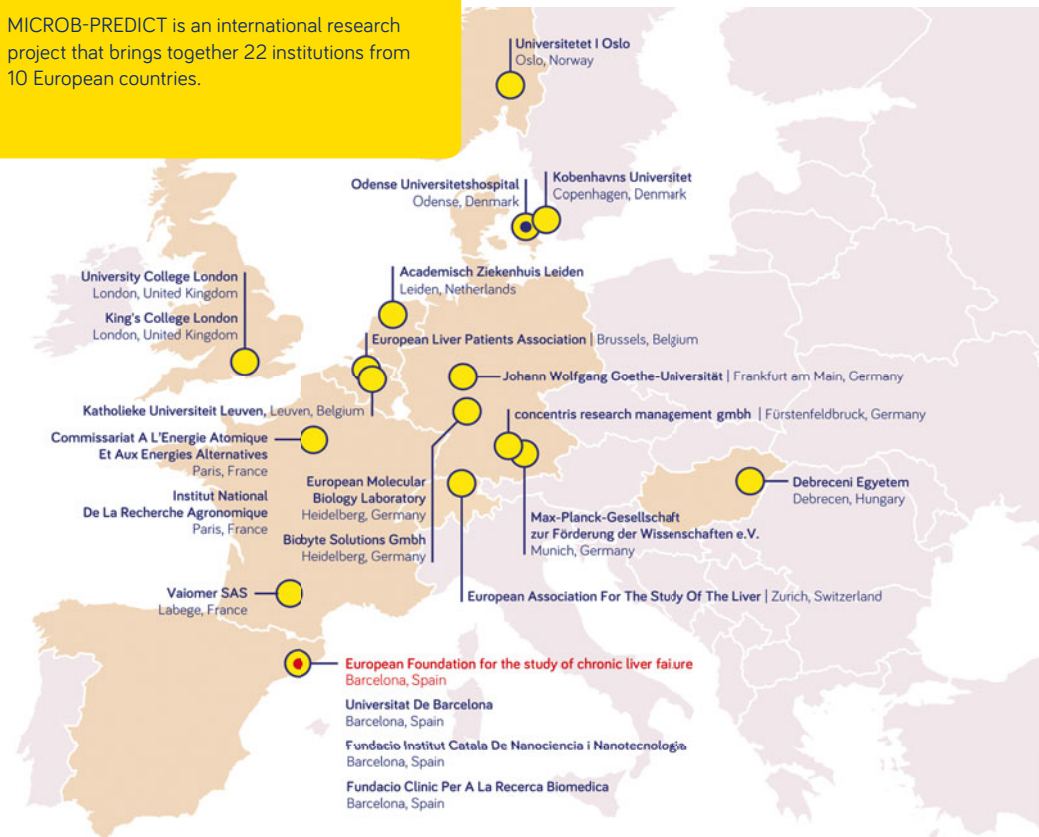 MICROB-PREDICT is an international research
project that brings together 22 institutions from
10 European countries.
Universitetet I Oslo
Oslo, Norway
Odense Universitetshospital
Odense, Denmark
Kobenhavns Universitet
Copenhagen, Denmark
University College London
London, United Kingdom
King's College London
London, United Kingdom
Academisch Ziekenhuis Leiden
Leiden, Netherlands
European Liver Patients Association | Brussels, Belgium
Johann Wolfgang Goethe-Universität | Frankfurt am Main, Germany
Katholieke Universiteit Leuven, Leuven, Belgium
concentris research management gmbh | Fürstenfeldbruck, Germany
Commissariat A L'Energie Atomique
Et Aux Energies Alternatives
Paris, France
Institut National
De La Recherche Agronomique
Paris, France
European Molecular
Biology Laboratory
Heidelberg, Germany
Biobyte Solutions Gmbh
Heidelberg, Germany
Max-Planck-Gesellschaft
zur Förderung der Wissenschaften e.V.
Munich, Germany
Debreceni Egyetem
Debrecen, Hungary
Vaiomer SAS
Labege, France
European Association For The Study Of The Liver | Zurich, Switzerland
European Foundation for the study of chronic liver failure
Barcelona, Spain
Universitat De Barcelona
Barcelona, Spain
Fundacio Institut Catala De Nanociencia i Nanotecnologia
Barcelona, Spain
Fundacio Clinic Per A La Recerca Biomedica
Barcelona, Spain